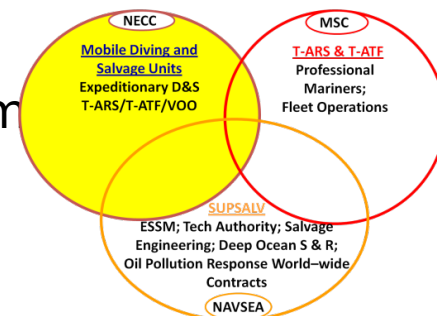 NECC
Mobile Diving and
Salvage Units
Expeditionary D&S
T-ARS/T-ATF/VOO
MSC
T-ARS & T-ATF
Professional
Mariners;
Fleet Operations
m
SUPSALV
ESSM; Tech Authority; Salvage
Engineering; Deep Ocean S & R;
Oil Pollution Response World–wide
Contracts
NAVSEA